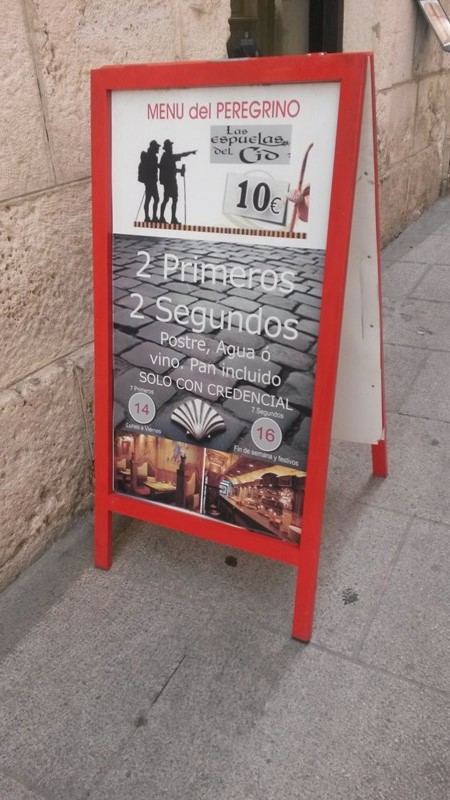 MENU del PEREGRINO
Las
espuelas
del Cid
10€
2 Primeros
2 Segundos
Postre, Agua ó
vino. Pan incluido
SOLO CON CREDENCIAL
7 Primeros
14
Lunes a Viernes
7 Segundos
16
Fin de semana y festivos